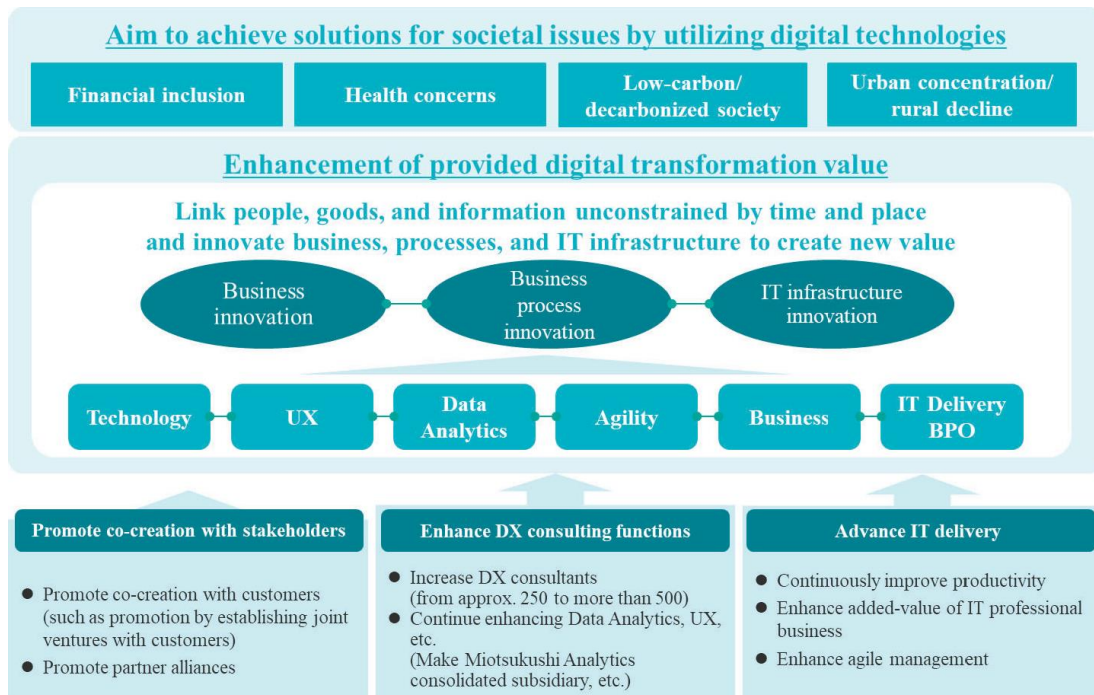 Aim to achieve solutions for societal issues by utilizing digital technologies
Financial inclusion
Health concerns
Low-carbon/
decarbonized society
Urban concentration/
rural decline
Enhancement of provided digital transformation value
Link people, goods, and information unconstrained by time and place
and innovate business, processes, and IT infrastructure to create new value
Business
innovation
Business
process
innovation
IT infrastructure
innovation
Technology
UX
Data
Analytics
Agility
Business
IT Delivery
BPO
Promote co-creation with stakeholders
● Promote co-creation with customers
(such as promotion by establishing joint
ventures with customers)
● Promote partner alliances
Enhance DX consulting functions
● Increase DX consultants
(from approx. 250 to more than 500)
● Continue enhancing Data Analytics, UX,
etc.
(Make Miotsukushi Analytics
consolidated subsidiary, etc.)
Advance IT delivery
● Continuously improve productivity
● Enhance added-value of IT professional
business
● Enhance agile management